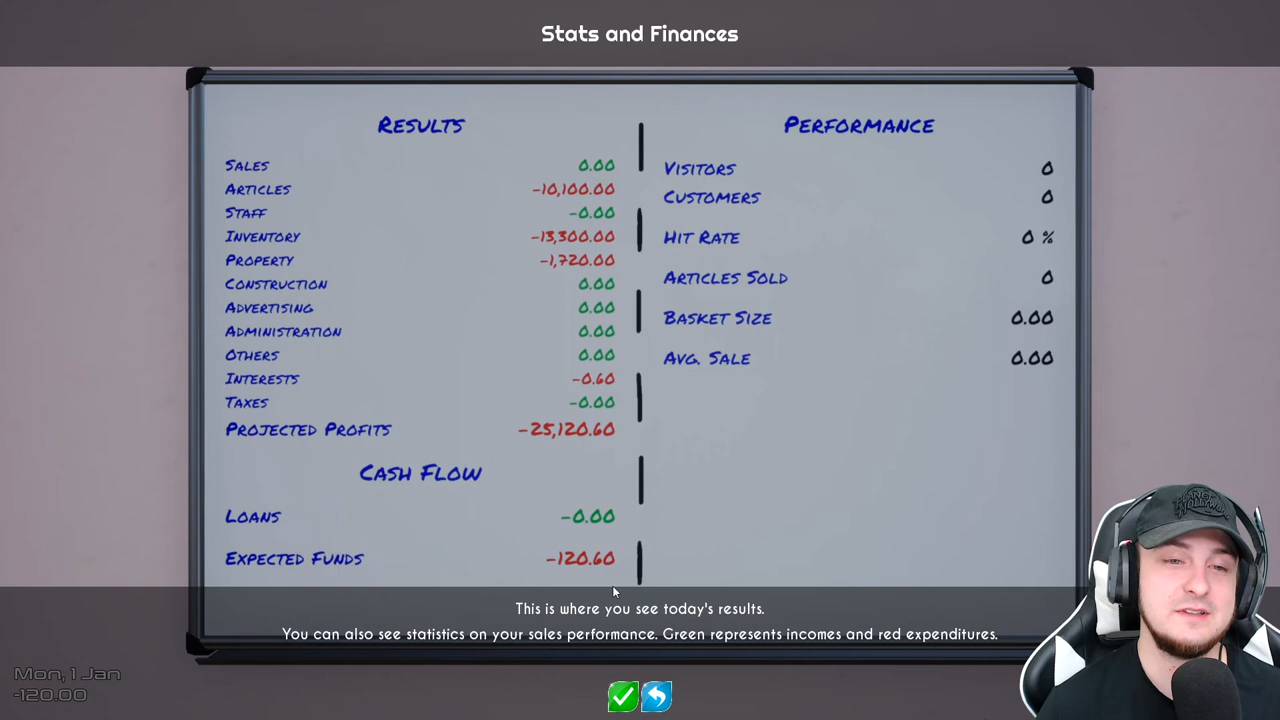 Stats and Finances
Results
Sales 0.00
Articles -10,100.00
Staff -0.00
Inventory -13,300.00
Property -1,720.00
Construction 0.00
Advertising 0.00
Administration 0.00
Others 0.00
Interests -0.60
Taxes -0.00
Projected Profits -25,120.60
Cash Flow
Loans -0.00
Expected Funds -120.60
Performance
Visitors 0
Customers 0
Hit Rate 0 %
Articles Sold 0
Basket Size 0.00
Avg. Sale 0.00
This is where you see today's results.
You can also see statistics on your sales performance. Green represents incomes and red expenditures.
Mon, 1 Jan
-120.00
PLANET HOLLYWOOD